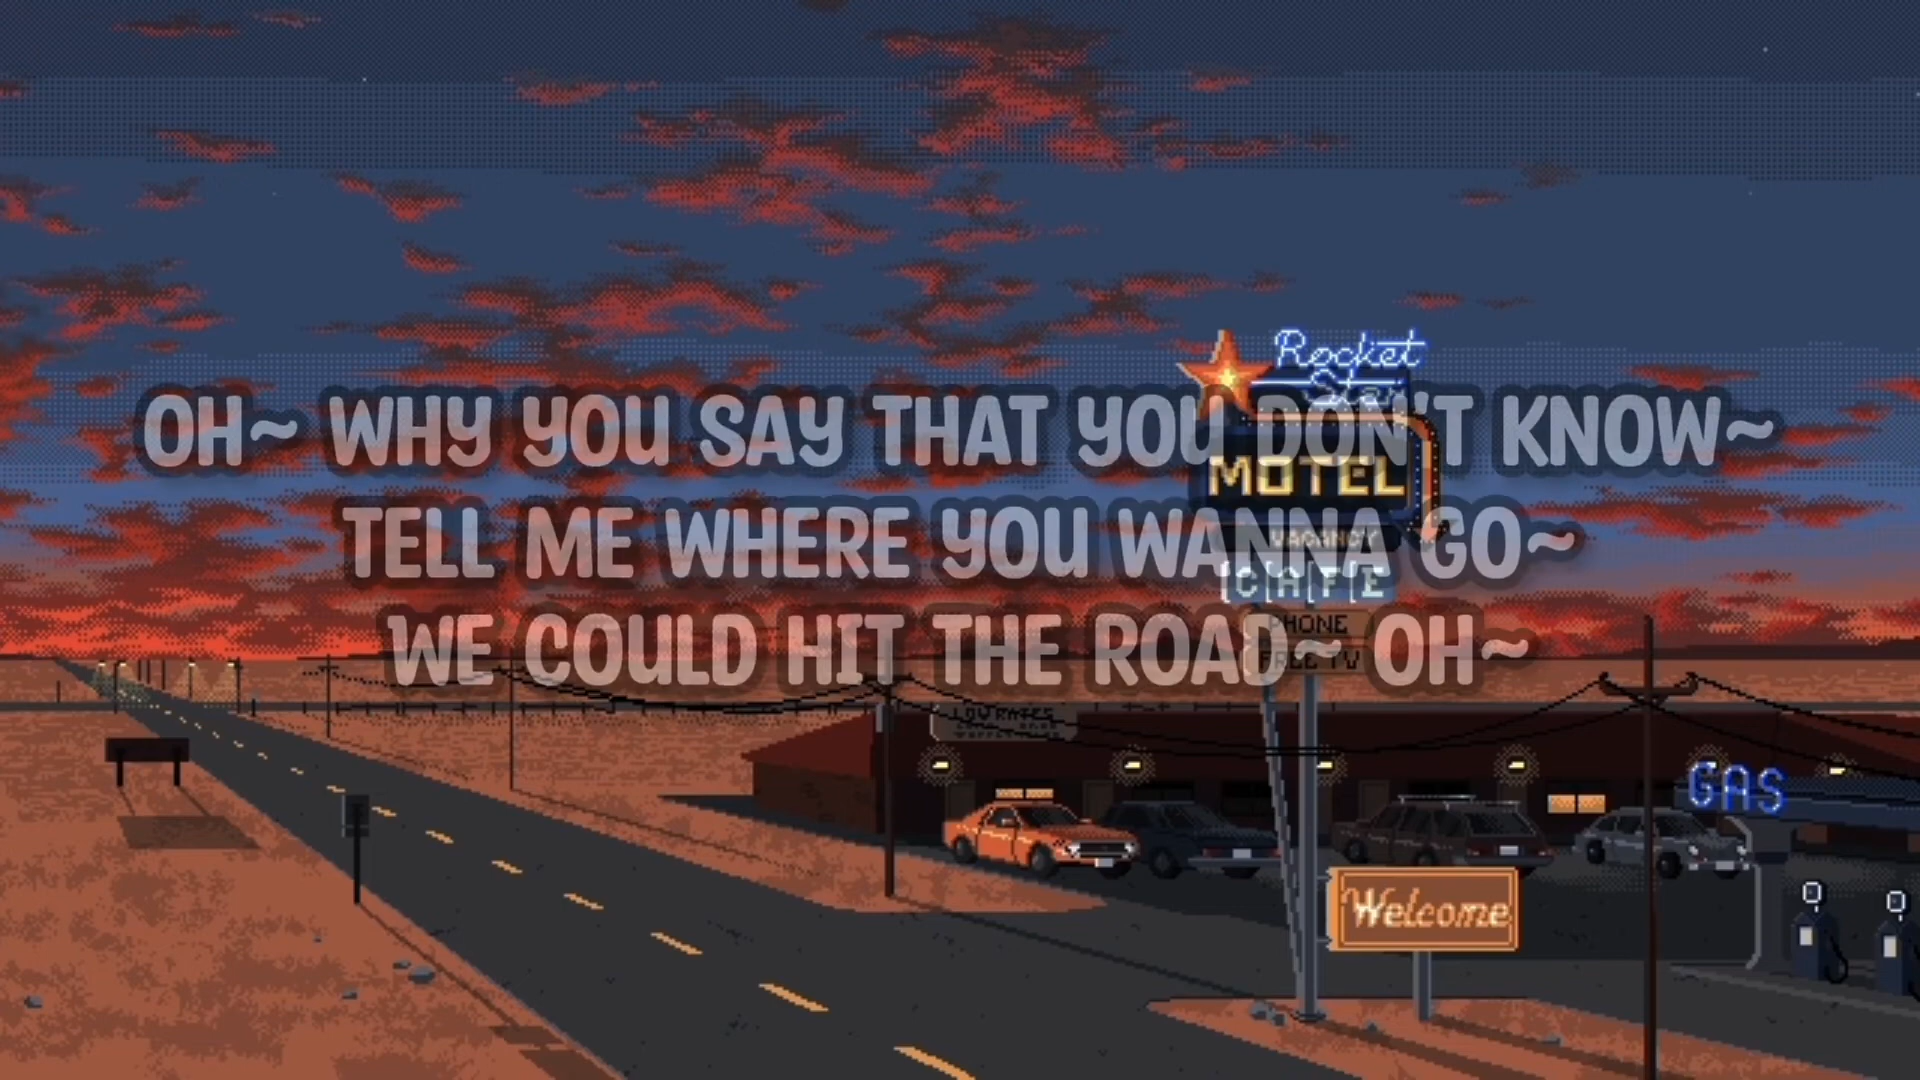 Rocket
Star
OH~ WHY YOU SAY THAT YOU DON'T KNOW~
MOTEL
TELL ME WHERE YOU WANNA GO~
VACANCY
CAFE
PHONE
WE COULD HIT THE ROAD~ OH~
FREE TV
LOW RATES
GAS
Welcome